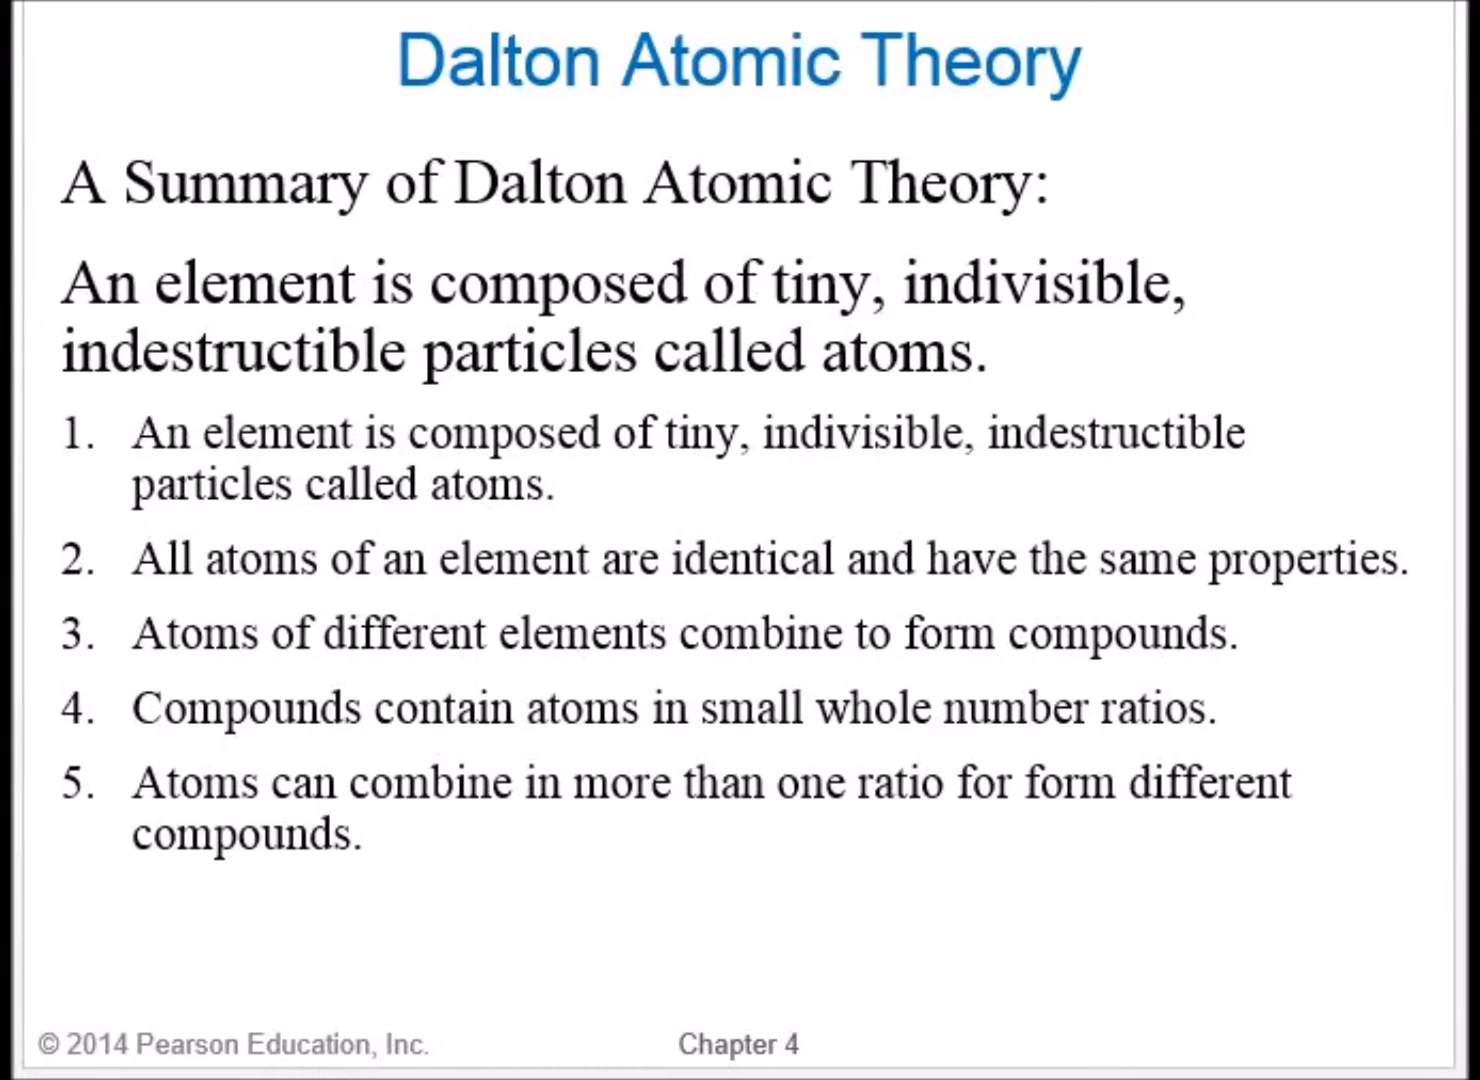 Dalton Atomic Theory
A Summary of Dalton Atomic Theory:
An element is composed of tiny, indivisible,
indestructible particles called atoms.
1. An element is composed of tiny, indivisible, indestructible
particles called atoms.
2. All atoms of an element are identical and have the same properties.
3. Atoms of different elements combine to form compounds.
4. Compounds contain atoms in small whole number ratios.
5. Atoms can combine in more than one ratio for form different
compounds.
© 2014 Pearson Education, Inc.
Chapter 4